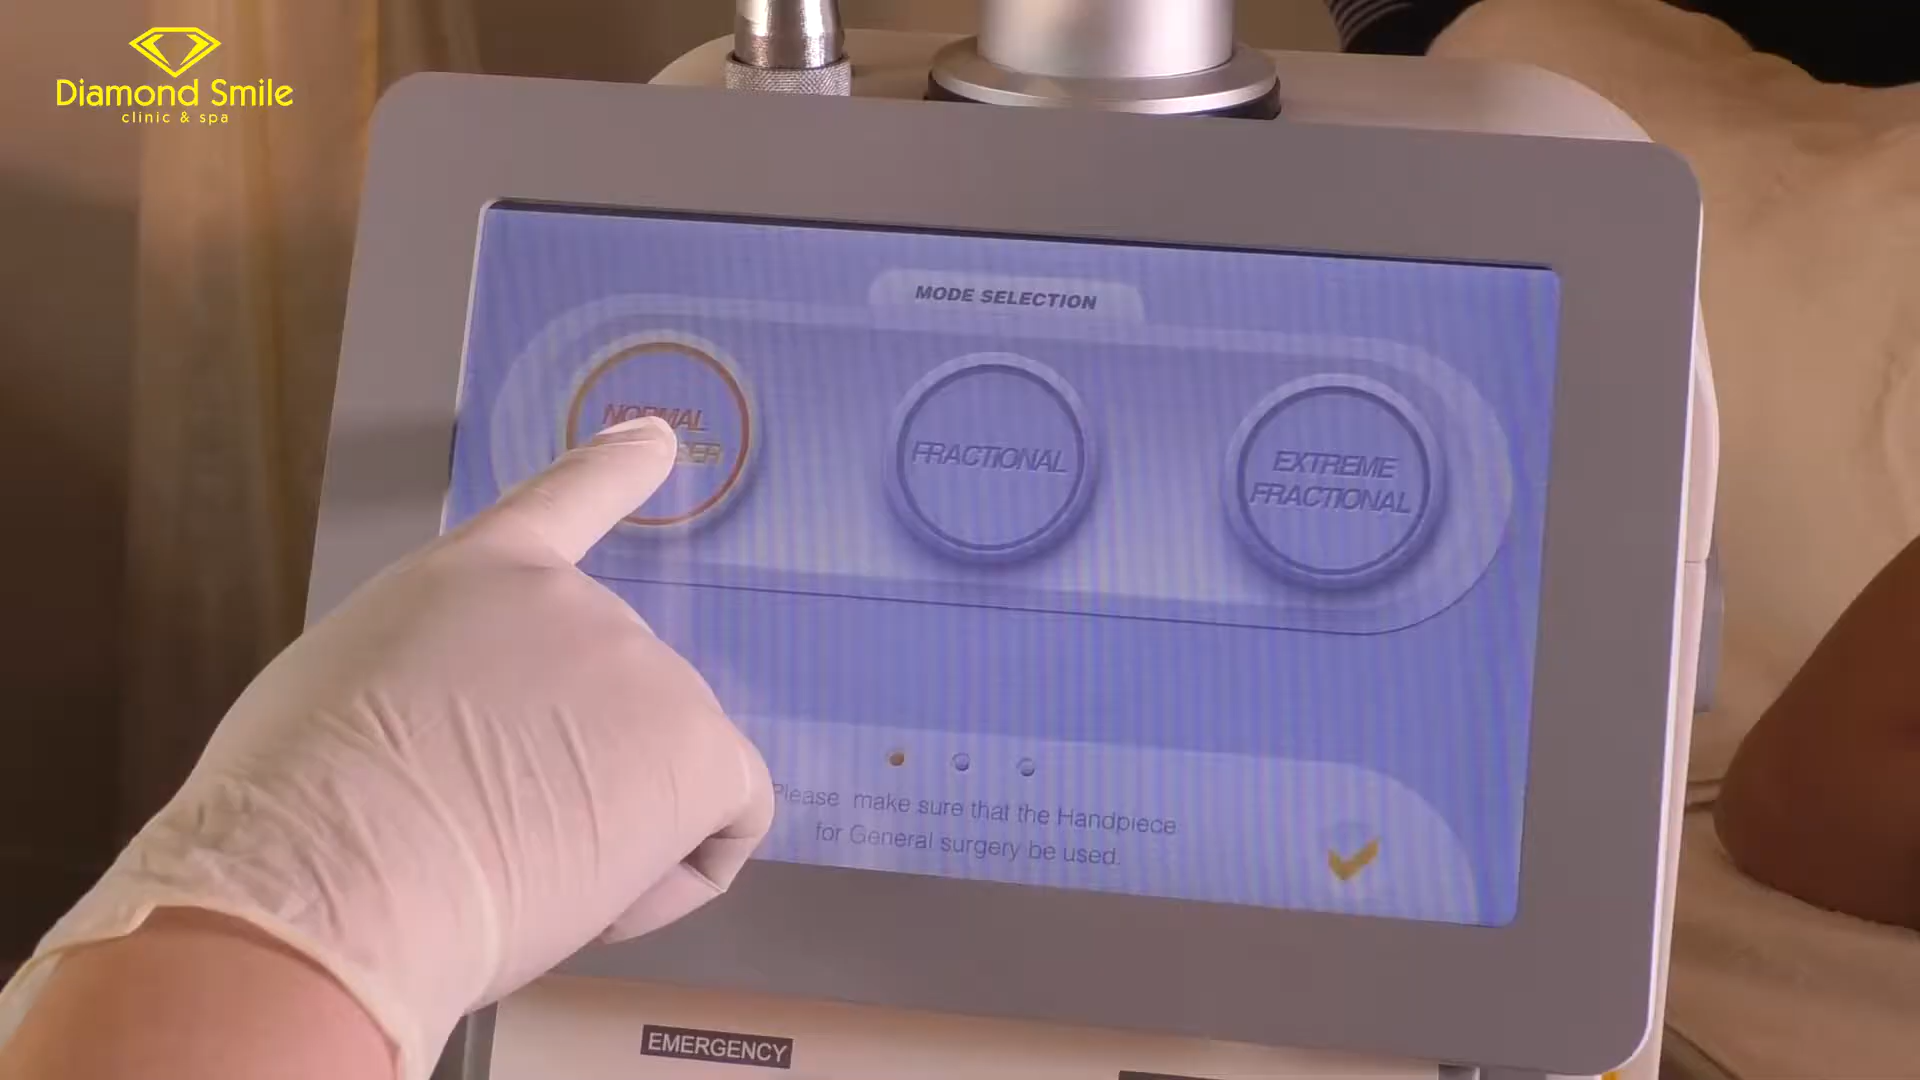 Diamond Smile
clinic & spa
MODE SELECTION
NORMAL
FRACTIONAL
EXTREME
FRACTIONAL
Please make sure that the Handpiece
for General surgery be used.
EMERGENCY